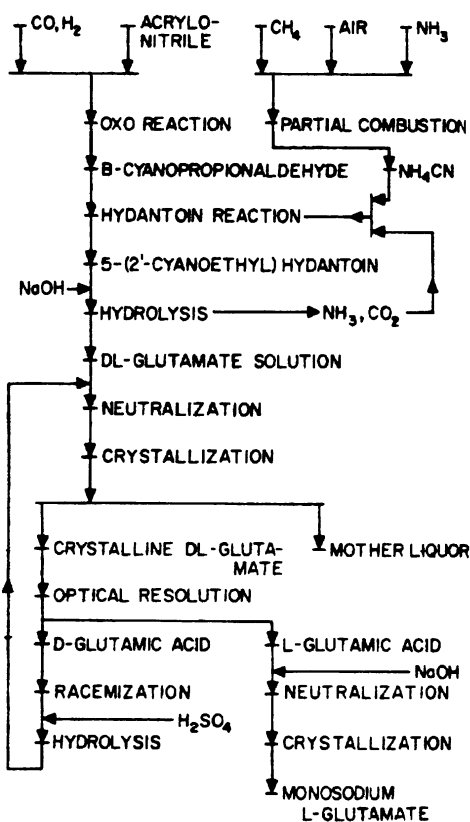 CO, H2
ACRYLO-
NITRILE
CH4
AIR
NH3
OXO REACTION
PARTIAL COMBUSTION
B-CYANOPROPIONALDEHYDE
NH4CN
HYDANTOIN REACTION
5-(2'-CYANOETHYL) HYDANTOIN
NaOH
HYDROLYSIS
NH3, CO2
DL-GLUTAMATE SOLUTION
NEUTRALIZATION
CRYSTALLIZATION
CRYSTALLINE DL-GLUTA-
MATE
MOTHER LIQUOR
OPTICAL RESOLUTION
D-GLUTAMIC ACID
L-GLUTAMIC ACID
NaOH
RACEMIZATION
NEUTRALIZATION
H2SO4
HYDROLYSIS
CRYSTALLIZATION
MONOSODIUM
L-GLUTAMATE